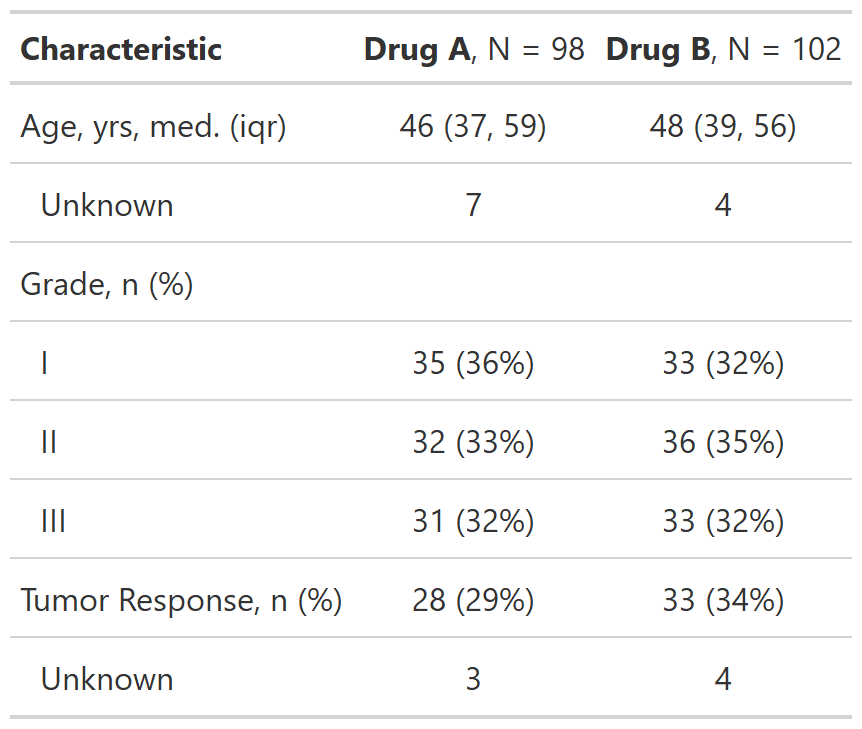 Characteristic Drug A, N = 98 Drug B, N = 102
Age, yrs, med. (iqr) 46 (37, 59) 48 (39, 56)
Unknown 7 4
Grade, n (%)
I 35 (36%) 33 (32%)
II 32 (33%) 36 (35%)
III 31 (32%) 33 (32%)
Tumor Response, n (%) 28 (29%) 33 (34%)
Unknown 3 4